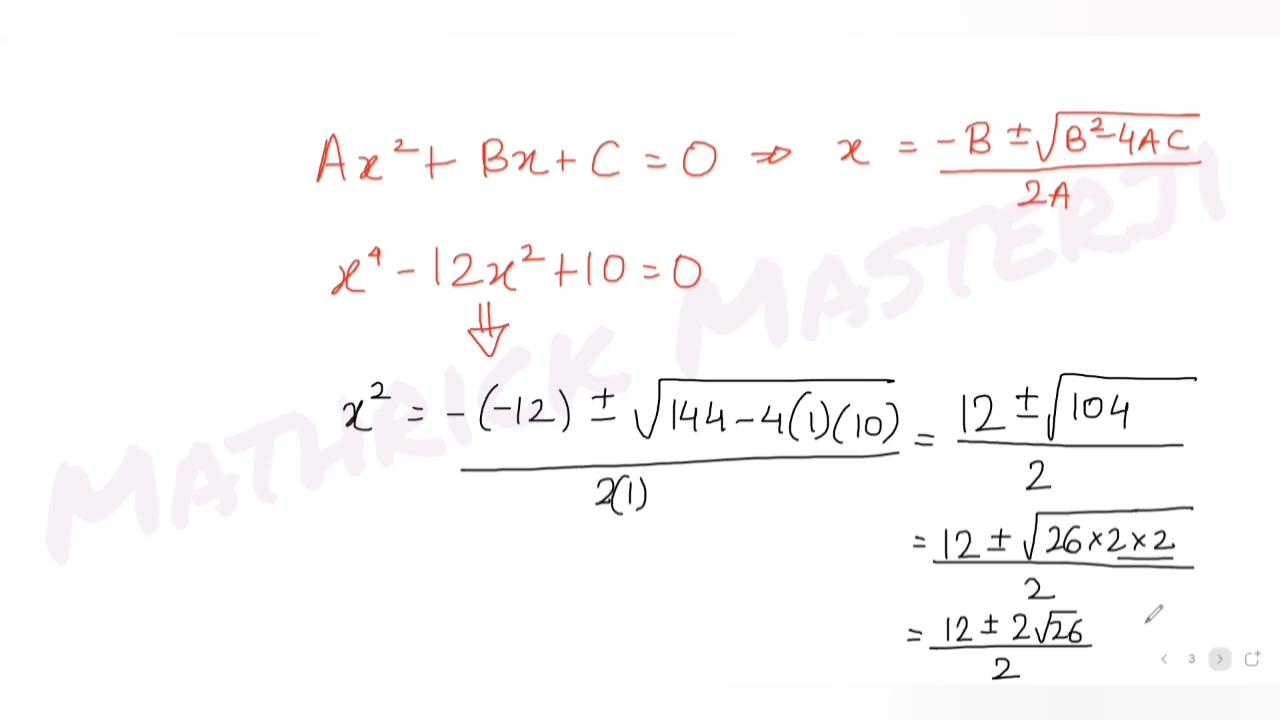 Ax² + Bx + C = 0 ⇒ x = (-B ± √(B² - 4AC)) / 2A
x⁴ - 12x² + 10 = 0
⇓
x² = -(-12) ± √(144 - 4(1)(10)) / 2(1) = (12 ± √104) / 2
= (12 ± √(26 × 2 × 2)) / 2
= (12 ± 2√26) / 2
MATHRICK MASTERJI
3